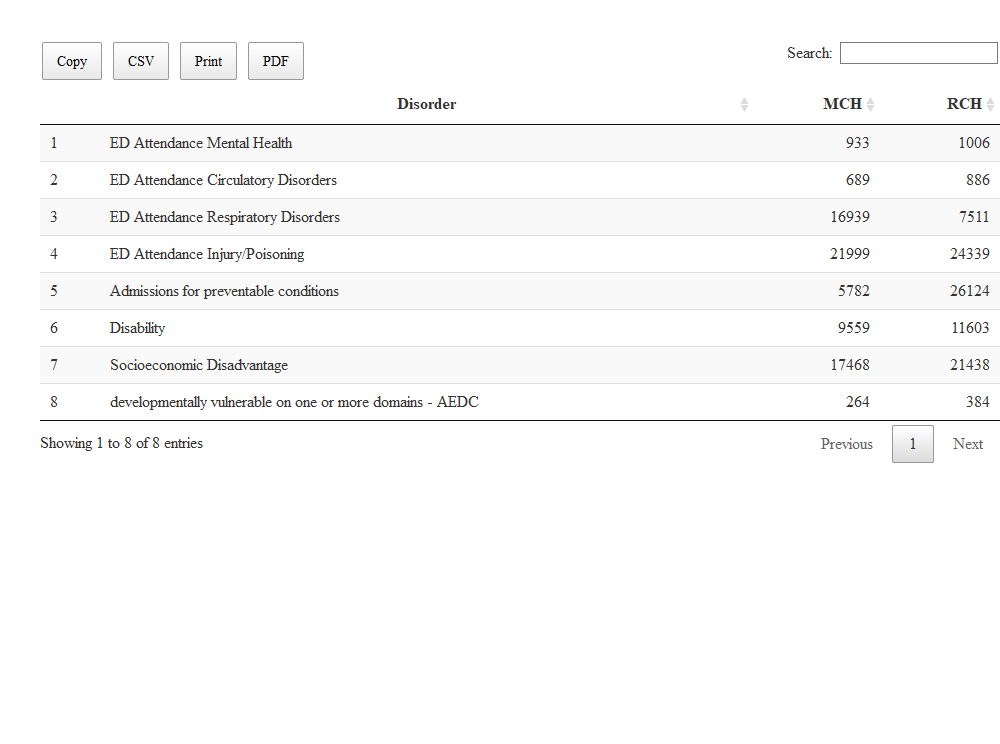 Copy CSV Print PDF Search:
Disorder MCH RCH
1 ED Attendance Mental Health 933 1006
2 ED Attendance Circulatory Disorders 689 886
3 ED Attendance Respiratory Disorders 16939 7511
4 ED Attendance Injury/Poisoning 21999 24339
5 Admissions for preventable conditions 5782 26124
6 Disability 9559 11603
7 Socioeconomic Disadvantage 17468 21438
8 developmentally vulnerable on one or more domains - AEDC 264 384
Showing 1 to 8 of 8 entries Previous 1 Next